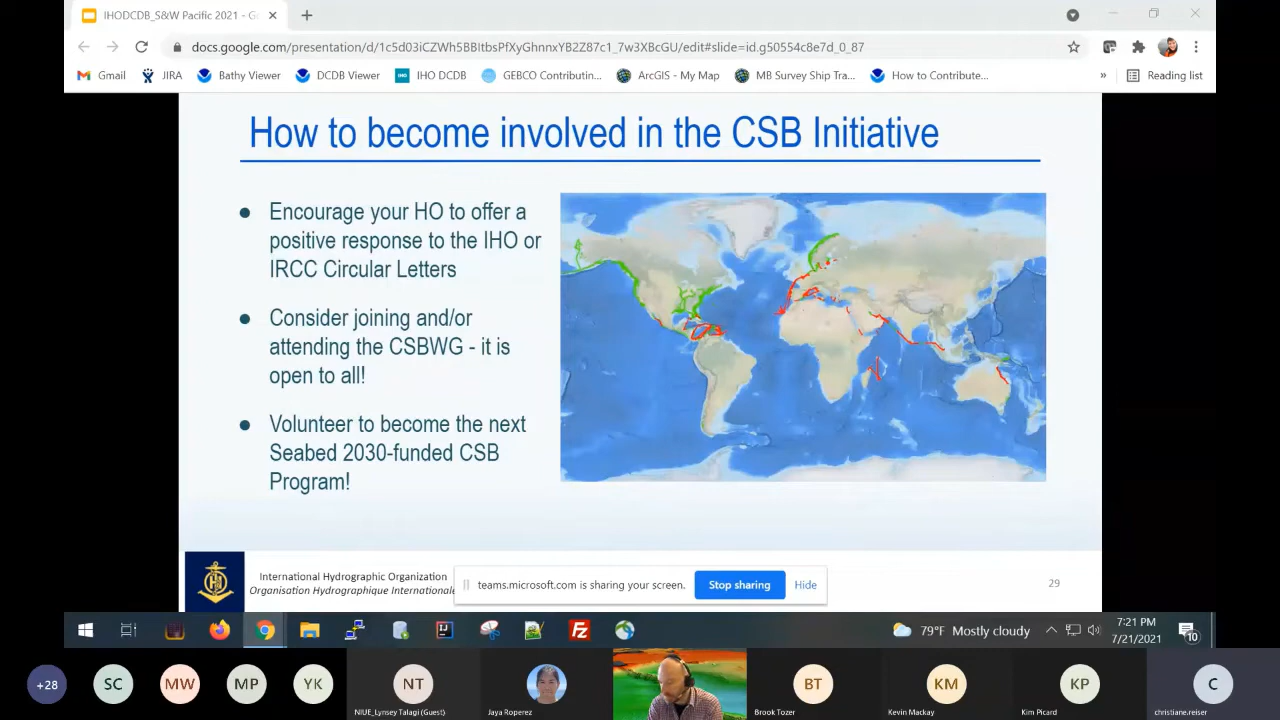 IHODCDB_S&W Pacific 2021 - G
docs.google.com/presentation/d/1c5d03iCZWh5BBItbsPfXyGhnnxYB2Z87c1_7w3XBcGU/edit#slide=id.g50554c8e7d_0_87
Gmail JIRA Bathy Viewer DCDB Viewer IHO DCDB GEBCO Contributin... ArcGIS - My Map MB Survey Ship Tra... How to Contribute... » Reading list
How to become involved in the CSB Initiative
● Encourage your HO to offer a
positive response to the IHO or
IRCC Circular Letters
● Consider joining and/or
attending the CSBWG - it is
open to all!
● Volunteer to become the next
Seabed 2030-funded CSB
Program!
International Hydrographic Organization
Organisation Hydrographique Internationale
teams.microsoft.com is sharing your screen. Stop sharing Hide
29
79°F Mostly cloudy
7:21 PM
7/21/2021
10
+28 SC MW MP YK NT BT KM KP C
NIUE_Lynsey Talagi (Guest) Jaya Roperez Brook Tozer Kevin Mackay Kim Picard christiane.reiser